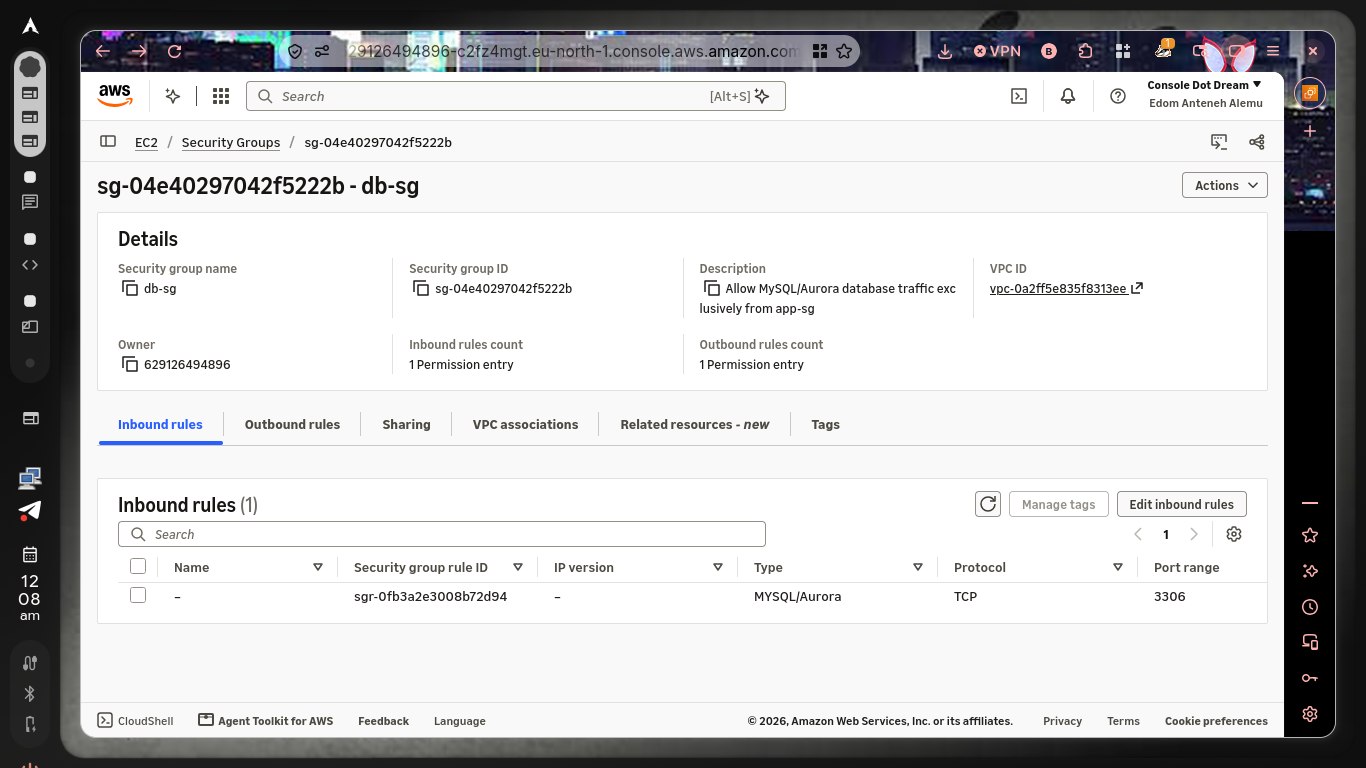 29126494896-c2fz4mgt.eu-north-1.console.aws.amazon.com
VPN
B
1
aws
Search
[Alt+S]
Console Dot Dream
Edom Anteneh Alemu
EC2 / Security Groups / sg-04e40297042f5222b
sg-04e40297042f5222b - db-sg
Actions
Details
Security group name
db-sg
Security group ID
sg-04e40297042f5222b
Description
Allow MySQL/Aurora database traffic exc
lusively from app-sg
VPC ID
vpc-0a2ff5e835f8313ee
Owner
629126494896
Inbound rules count
1 Permission entry
Outbound rules count
1 Permission entry
Inbound rules
Outbound rules
Sharing
VPC associations
Related resources - new
Tags
Inbound rules (1)
Manage tags
Edit inbound rules
Search
1
Name
Security group rule ID
IP version
Type
Protocol
Port range
–
sgr-0fb3a2e3008b72d94
–
MYSQL/Aurora
TCP
3306
12
08
am
CloudShell
Agent Toolkit for AWS
Feedback
Language
© 2026, Amazon Web Services, Inc. or its affiliates.
Privacy
Terms
Cookie preferences